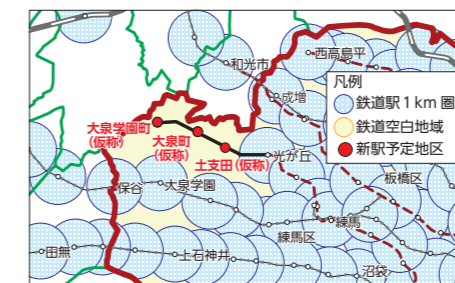 西高島平
和光市
凡例
鉄道駅1km圏
鉄道空白地域
新駅予定地区
成増
大泉学園町
(仮称)
大泉町
(仮称)
土支田(仮称)
光が丘
板橋区
保谷
大泉学園
練馬
練馬区
田無
上石神井
沼袋